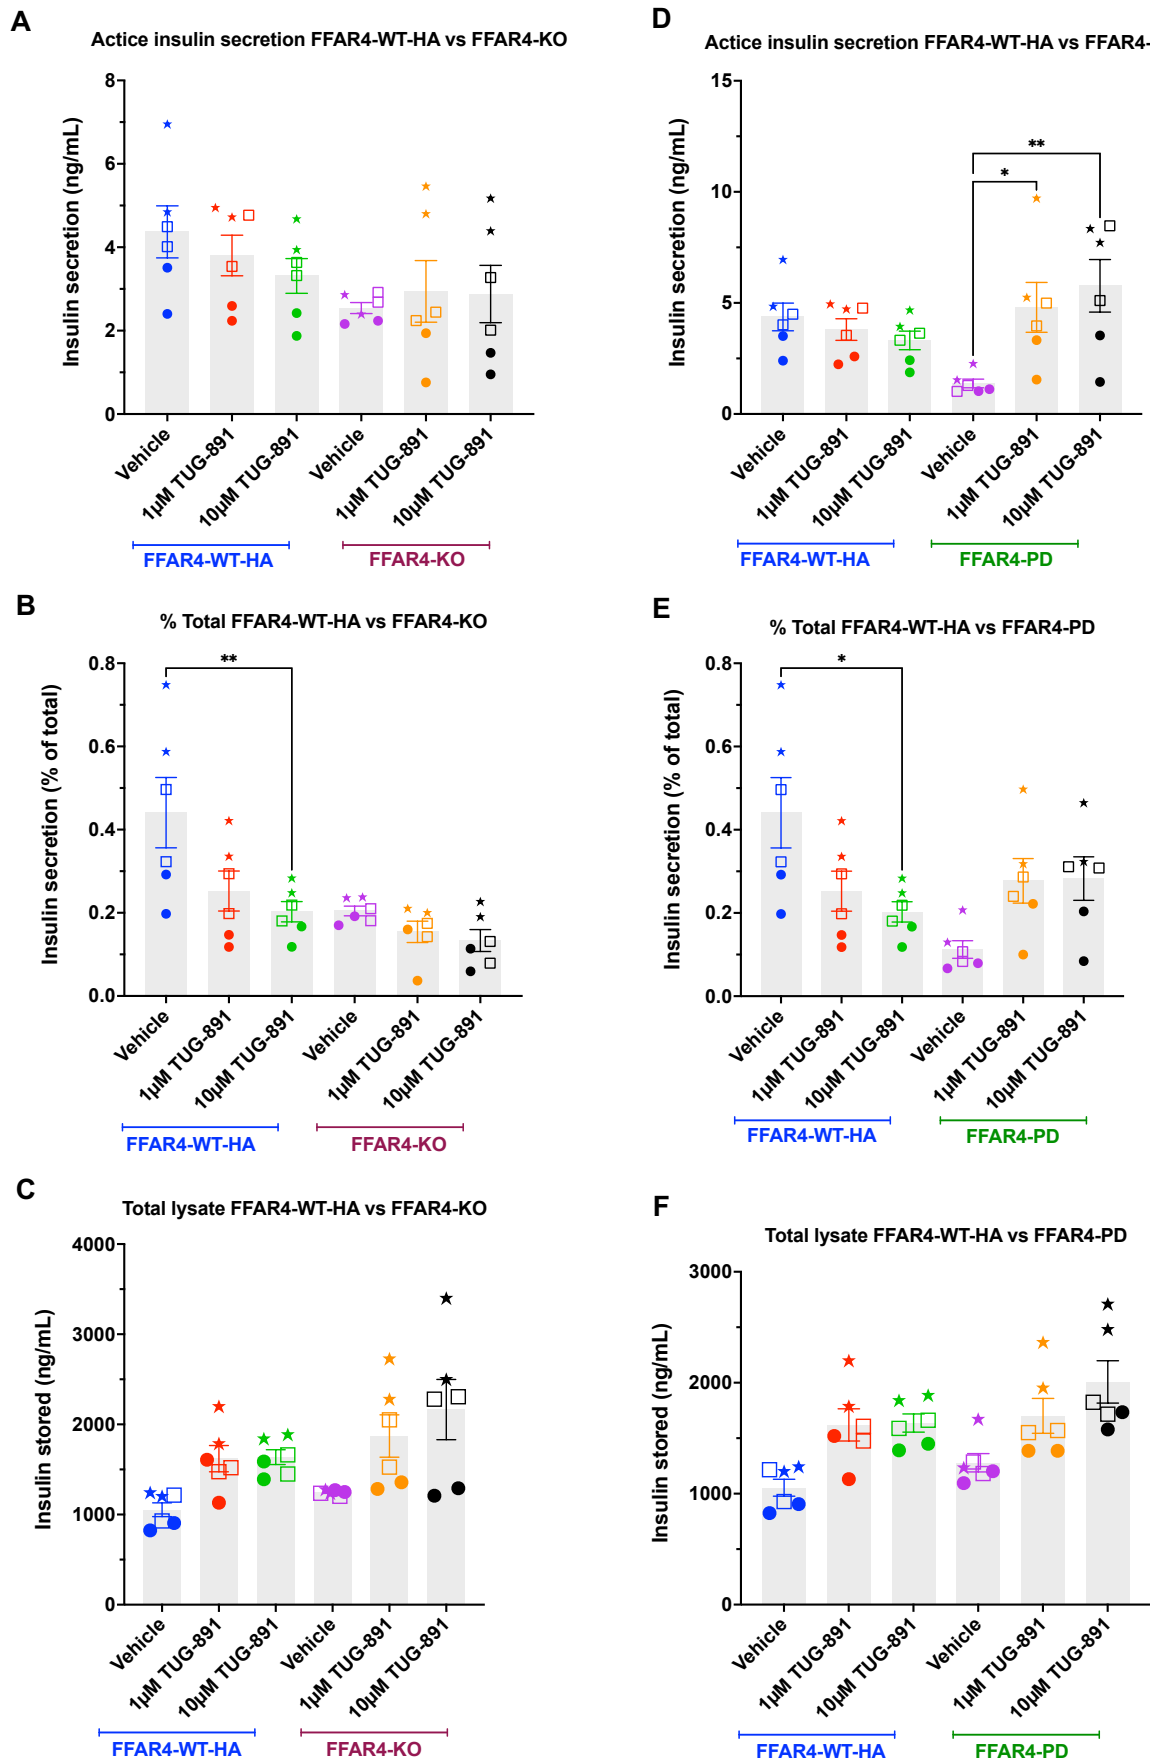 A
Actice insulin secretion FFAR4-WT-HA vs FFAR4-KO
Insulin secretion (ng/mL)
8
6
4
2
0
Vehicle
1µM TUG-891
10µM TUG-891
Vehicle
1µM TUG-891
10µM TUG-891
FFAR4-WT-HA
FFAR4-KO
D
Actice insulin secretion FFAR4-WT-HA vs FFAR4-
Insulin secretion (ng/mL)
15
10
5
0
*
**
Vehicle
1µM TUG-891
10µM TUG-891
Vehicle
1µM TUG-891
10µM TUG-891
FFAR4-WT-HA
FFAR4-PD
B
% Total FFAR4-WT-HA vs FFAR4-KO
Insulin secretion (% of total)
0.8
0.6
0.4
0.2
0.0
**
Vehicle
1µM TUG-891
10µM TUG-891
Vehicle
1µM TUG-891
10µM TUG-891
FFAR4-WT-HA
FFAR4-KO
E
% Total FFAR4-WT-HA vs FFAR4-PD
Insulin secretion (% of total)
0.8
0.6
0.4
0.2
0.0
*
Vehicle
1µM TUG-891
10µM TUG-891
Vehicle
1µM TUG-891
10µM TUG-891
FFAR4-WT-HA
FFAR4-PD
C
Total lysate FFAR4-WT-HA vs FFAR4-KO
Insulin stored (ng/mL)
4000
3000
2000
1000
0
Vehicle
1µM TUG-891
10µM TUG-891
Vehicle
1µM TUG-891
10µM TUG-891
FFAR4-WT-HA
FFAR4-KO
F
Total lysate FFAR4-WT-HA vs FFAR4-PD
Insulin stored (ng/mL)
3000
2000
1000
0
Vehicle
1µM TUG-891
10µM TUG-891
Vehicle
1µM TUG-891
10µM TUG-891
FFAR4-WT-HA
FFAR4-PD